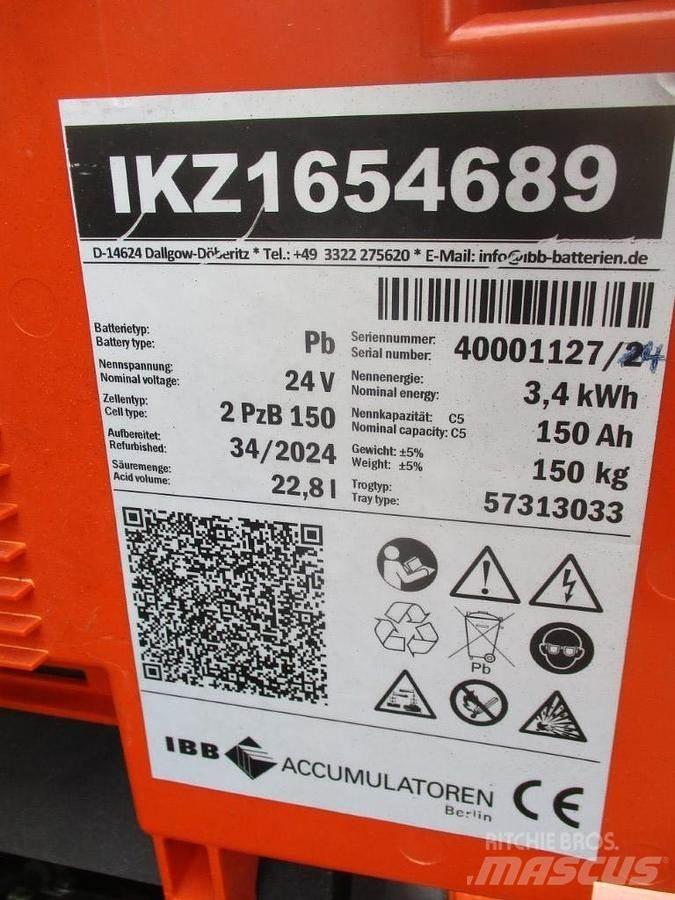 IKZ1654689
D-14624 Dallgow-Döberitz * Tel.: +49 3322 275620 * E-Mail: info@ibb-batterien.de
Batterietyp:
Battery type: Pb
Seriennummer:
Serial number: 40001127/24
Nennspannung:
Nominal voltage: 24 V
Nennenergie:
Nominal energy: 3,4 kWh
Zellentyp:
Cell type: 2 PzB 150
Nennkapazität: C5
Nominal capacity: C5 150 Ah
Aufbereitet:
Refurbished: 34/2024
Gewicht: ±5%
Weight: ±5% 150 kg
Säuremenge:
Acid volume: 22,8 l
Trogtyp:
Tray type: 57313033
Pb
IBB ACCUMULATOREN
Berlin
CE
RITCHIE BROS.
MASCUS